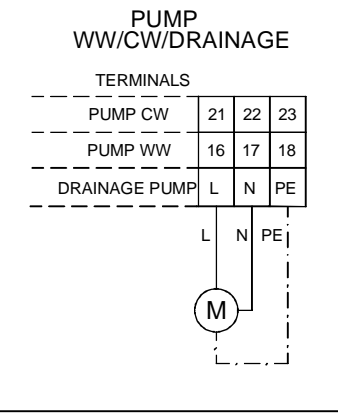 PUMP
WW/CW/DRAINAGE
TERMINALS
PUMP CW 21 22 23
PUMP WW 16 17 18
DRAINAGE PUMP L N PE
L N PE
M